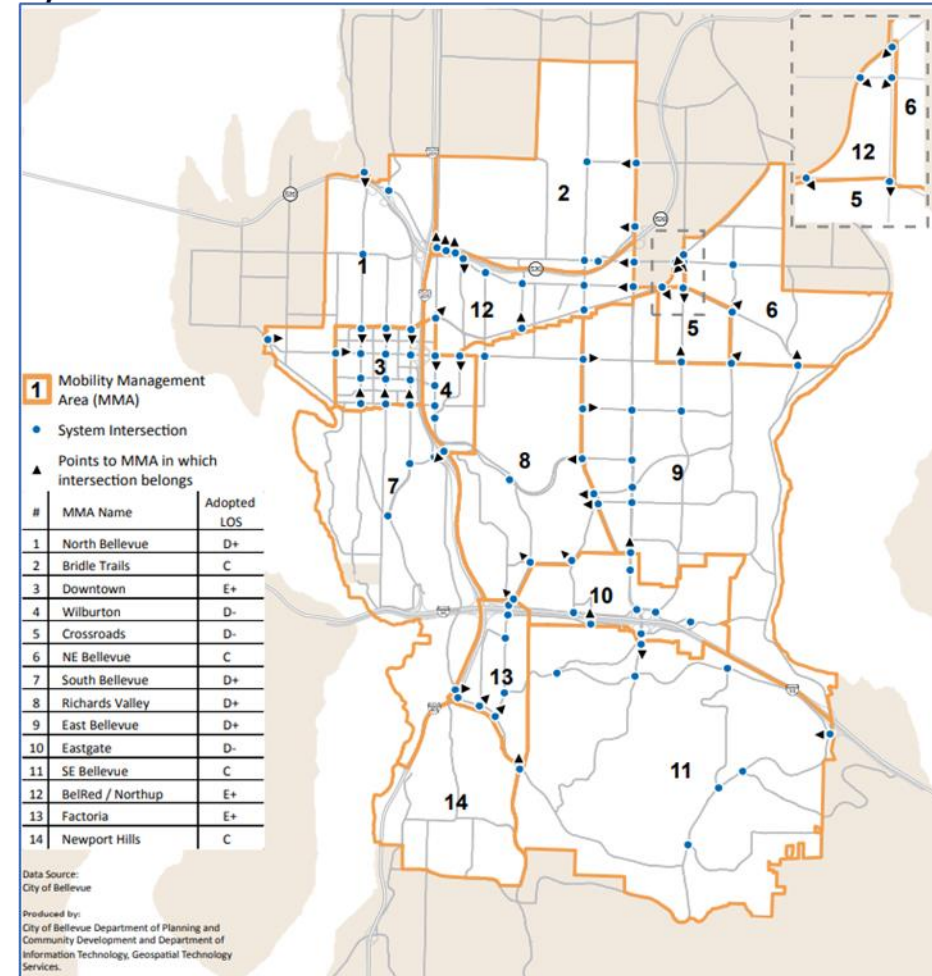 12
6
5
2
1
12
6
5
3
4
8
7
9
10
13
11
14
520
520
520
1
Mobility Management
Area (MMA)
System Intersection
Points to MMA in which
intersection belongs
# MMA Name Adopted LOS
1 North Bellevue D+
2 Bridle Trails C
3 Downtown E+
4 Wilburton D-
5 Crossroads D-
6 NE Bellevue C
7 South Bellevue D+
8 Richards Valley D+
9 East Bellevue D+
10 Eastgate D-
11 SE Bellevue C
12 BelRed / Northup E+
13 Factoria E+
14 Newport Hills C
Data Source:
City of Bellevue
Produced by:
City of Bellevue Department of Planning and
Community Development and Department of
Information Technology, Geospatial Technology
Services.